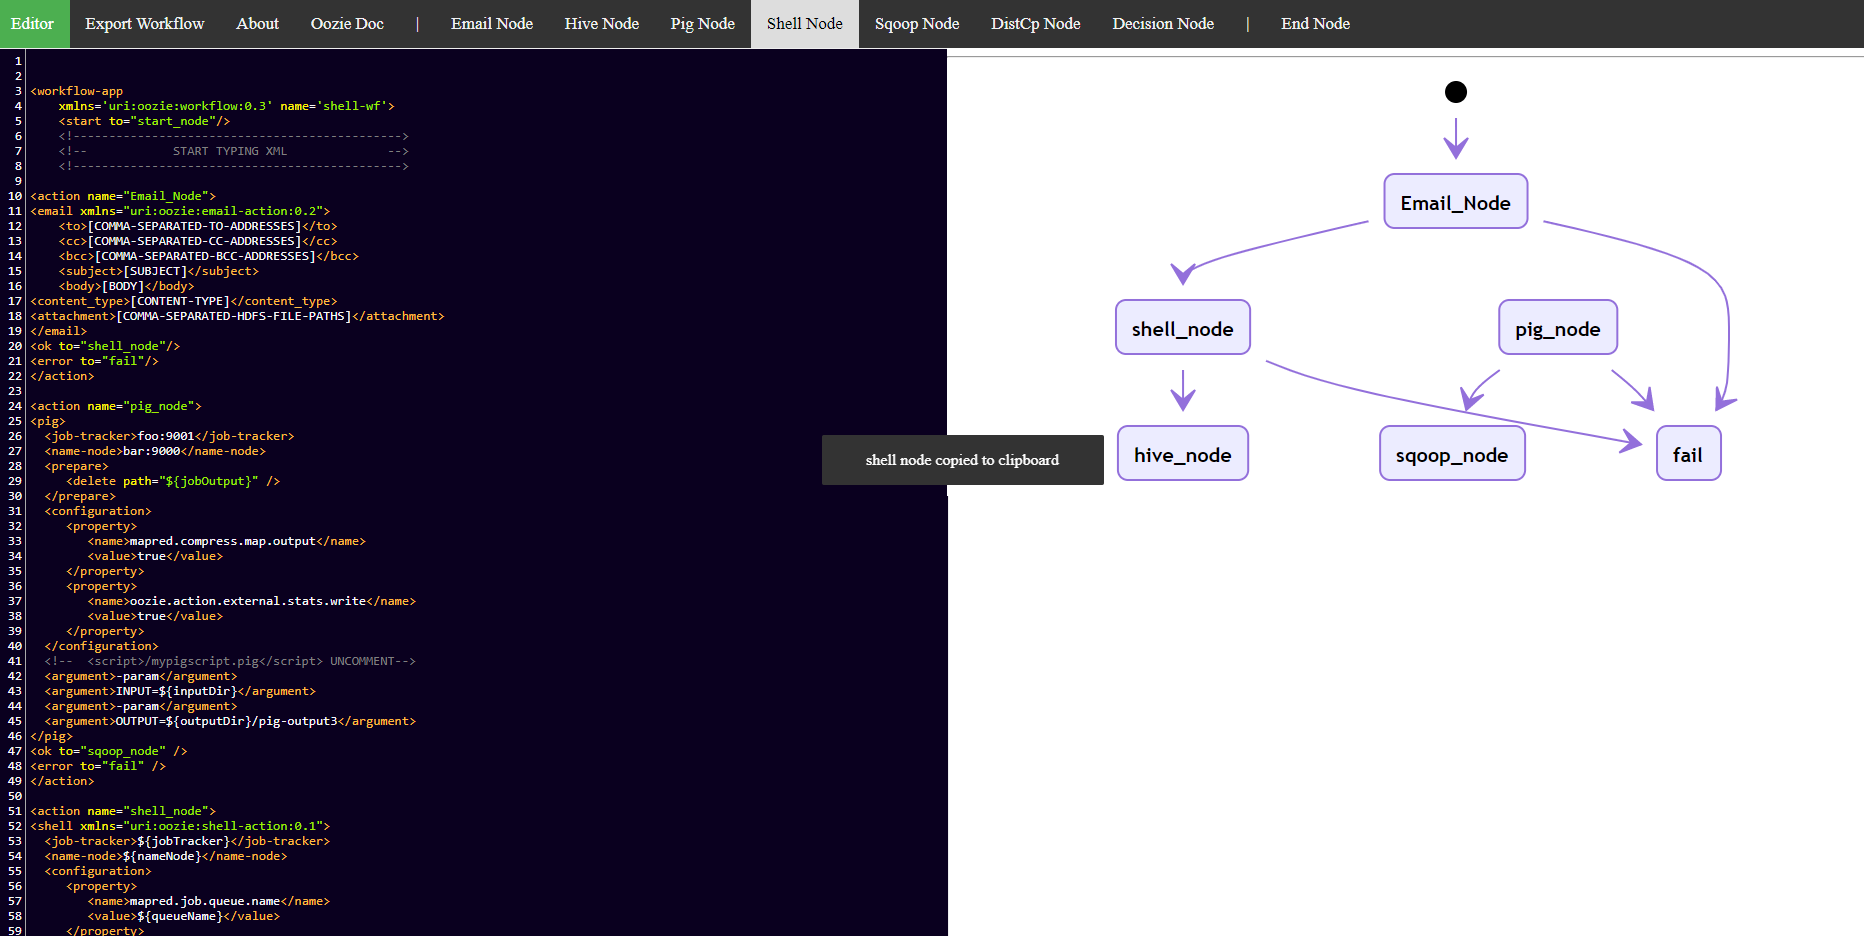 Editor Export Workflow About Oozie Doc | Email Node Hive Node Pig Node Shell Node Sqoop Node DistCp Node Decision Node | End Node
1
2
3 <workflow-app
4 xmlns='uri:oozie:workflow:0.3' name='shell-wf'>
5 <start to="start_node"/>
6 <!---------------------------------------------->
7 <!-- START TYPING XML -->
8 <!---------------------------------------------->
9
10 <action name="Email_Node">
11 <email xmlns="uri:oozie:email-action:0.2">
12 <to>[COMMA-SEPARATED-TO-ADDRESSES]</to>
13 <cc>[COMMA-SEPARATED-CC-ADDRESSES]</cc>
14 <bcc>[COMMA-SEPARATED-BCC-ADDRESSES]</bcc>
15 <subject>[SUBJECT]</subject>
16 <body>[BODY]</body>
17 <content_type>[CONTENT-TYPE]</content_type>
18 <attachment>[COMMA-SEPARATED-HDFS-FILE-PATHS]</attachment>
19 </email>
20 <ok to="shell_node"/>
21 <error to="fail"/>
22 </action>
23
24 <action name="pig_node">
25 <pig>
26 <job-tracker>foo:9001</job-tracker>
27 <name-node>bar:9000</name-node>
28 <prepare>
29 <delete path="${jobOutput}" />
30 </prepare>
31 <configuration>
32 <property>
33 <name>mapred.compress.map.output</name>
34 <value>true</value>
35 </property>
36 <property>
37 <name>oozie.action.external.stats.write</name>
38 <value>true</value>
39 </property>
40 </configuration>
41 <!-- <script>/mypigscript.pig</script> UNCOMMENT-->
42 <argument>-param</argument>
43 <argument>INPUT=${inputDir}</argument>
44 <argument>-param</argument>
45 <argument>OUTPUT=${outputDir}/pig-output3</argument>
46 </pig>
47 <ok to="sqoop_node" />
48 <error to="fail" />
49 </action>
50
51 <action name="shell_node">
52 <shell xmlns="uri:oozie:shell-action:0.1">
53 <job-tracker>${jobTracker}</job-tracker>
54 <name-node>${nameNode}</name-node>
55 <configuration>
56 <property>
57 <name>mapred.job.queue.name</name>
58 <value>${queueName}</value>
59 </property>
shell node copied to clipboard
Email_Node
shell_node
pig_node
hive_node
sqoop_node
fail